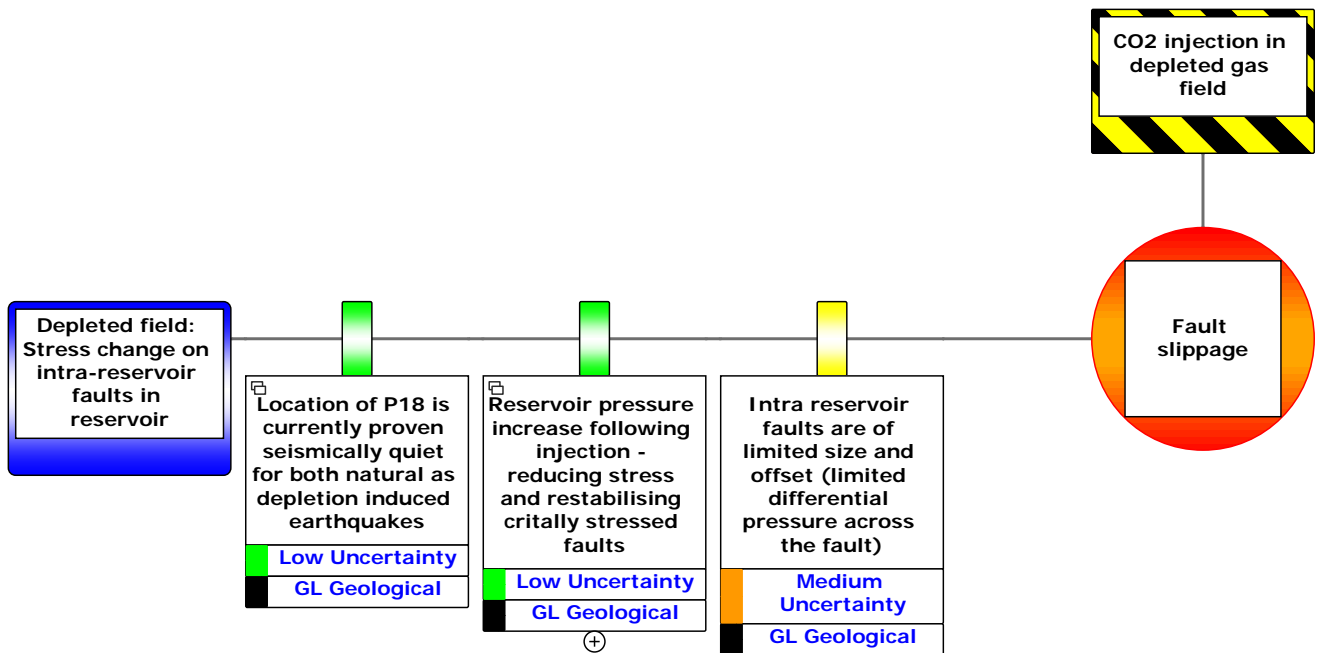 CO2 injection in
depleted gas
field
Depleted field:
Stress change on
intra-reservoir
faults in
reservoir
Fault
slippage
Location of P18 is
currently proven
seismically quiet
for both natural as
depletion induced
earthquakes
Low Uncertainty
GL Geological
Reservoir pressure
increase following
injection -
reducing stress
and restabilising
critally stressed
faults
Low Uncertainty
GL Geological
Intra reservoir
faults are of
limited size and
offset (limited
differential
pressure across
the fault)
Medium
Uncertainty
GL Geological